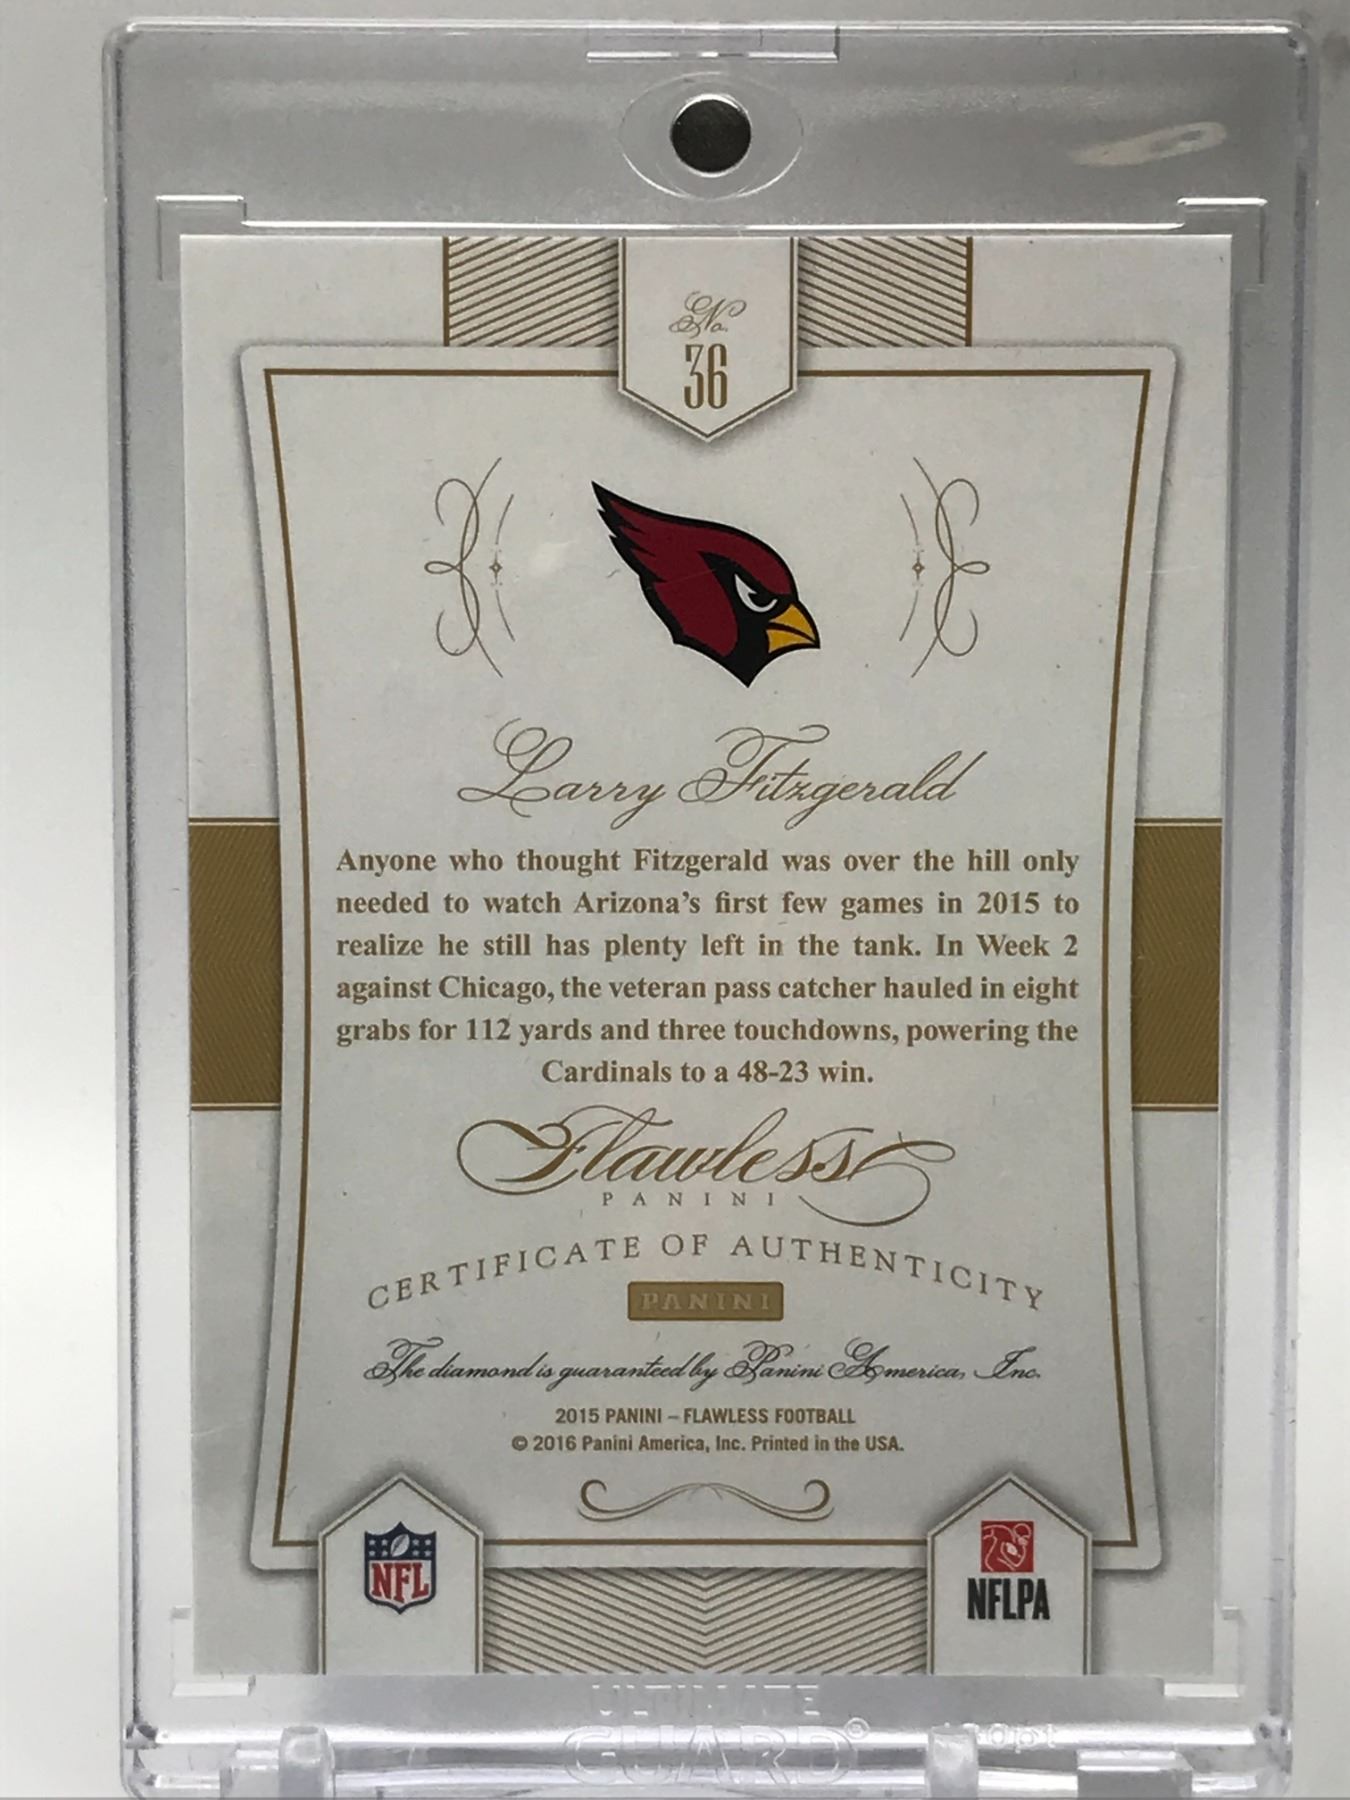 No.
36
Larry Fitzgerald
Anyone who thought Fitzgerald was over the hill only
needed to watch Arizona's first few games in 2015 to
realize he still has plenty left in the tank. In Week 2
against Chicago, the veteran pass catcher hauled in eight
grabs for 112 yards and three touchdowns, powering the
Cardinals to a 48-23 win.
Flawless
PANINI
CERTIFICATE OF AUTHENTICITY
PANINI
The diamond is guaranteed by Panini America, Inc.
2015 PANINI – FLAWLESS FOOTBALL
© 2016 Panini America, Inc. Printed in the USA.
NFL
NFLPA
ULTIMATE
GUARD®